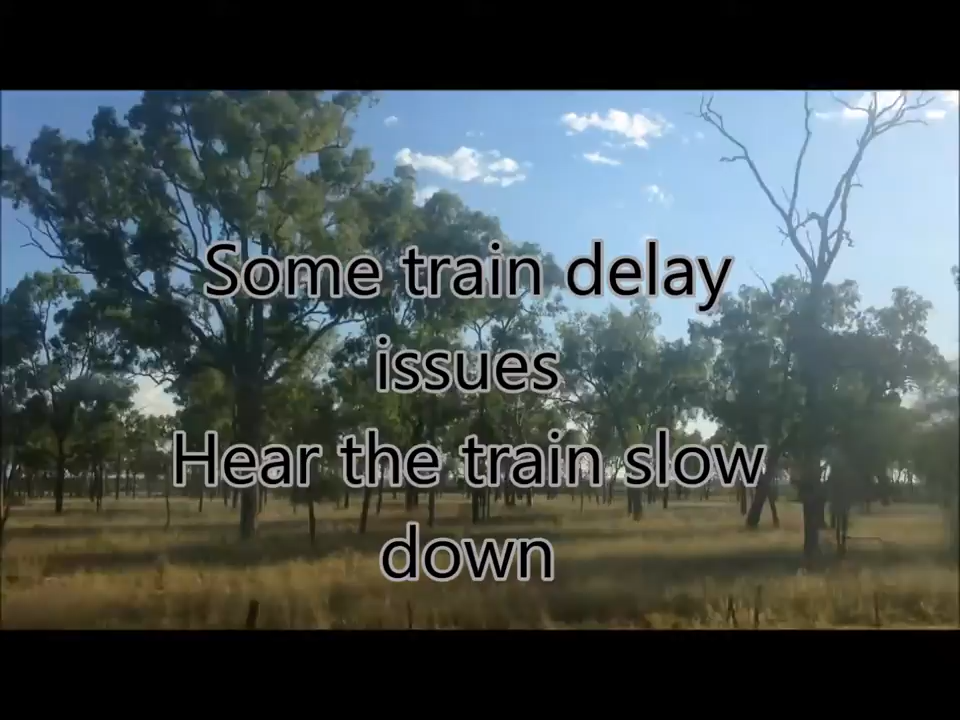 Some train delay
issues
Hear the train slow
down